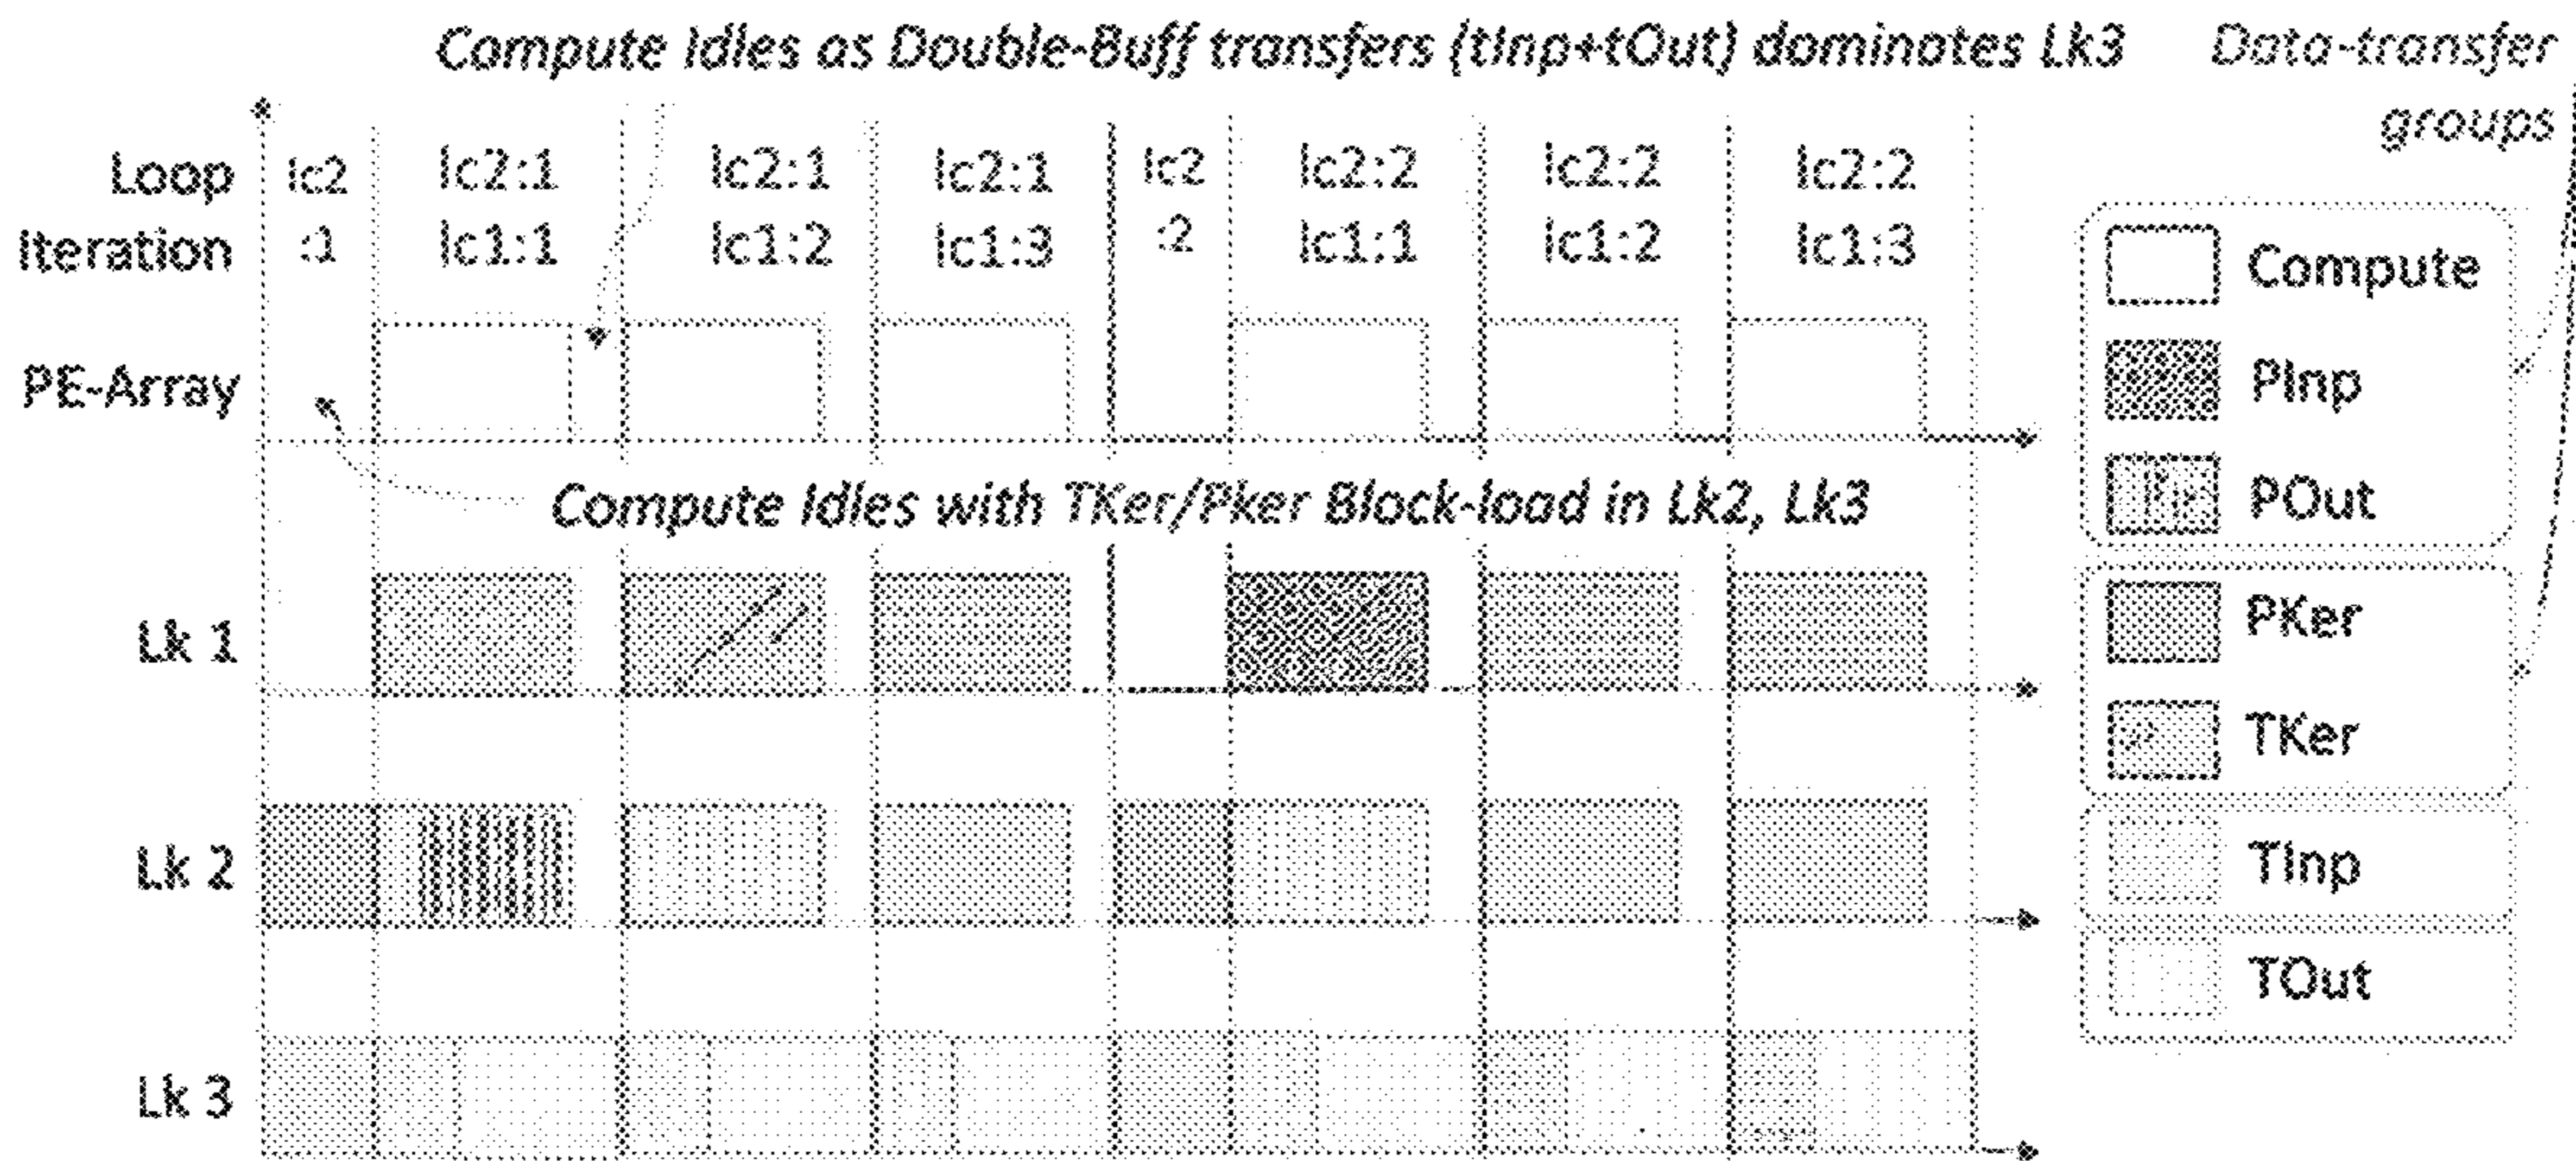 Compute Idles as Double-Buff transfers (tInp+tOut) dominates Lk3
Data-transfer
groups
Loop
Iteration
lc2
:1
lc2:1
lc1:1
lc2:1
lc1:2
lc2:1
lc1:3
lc2
:2
lc2:2
lc1:1
lc2:2
lc1:2
lc2:2
lc1:3
PE-Array
Compute Idles with TKer/Pker Block-load in Lk2, Lk3
Lk 1
Lk 2
Lk 3
Compute
PInp
POut
PKer
TKer
TInp
TOut